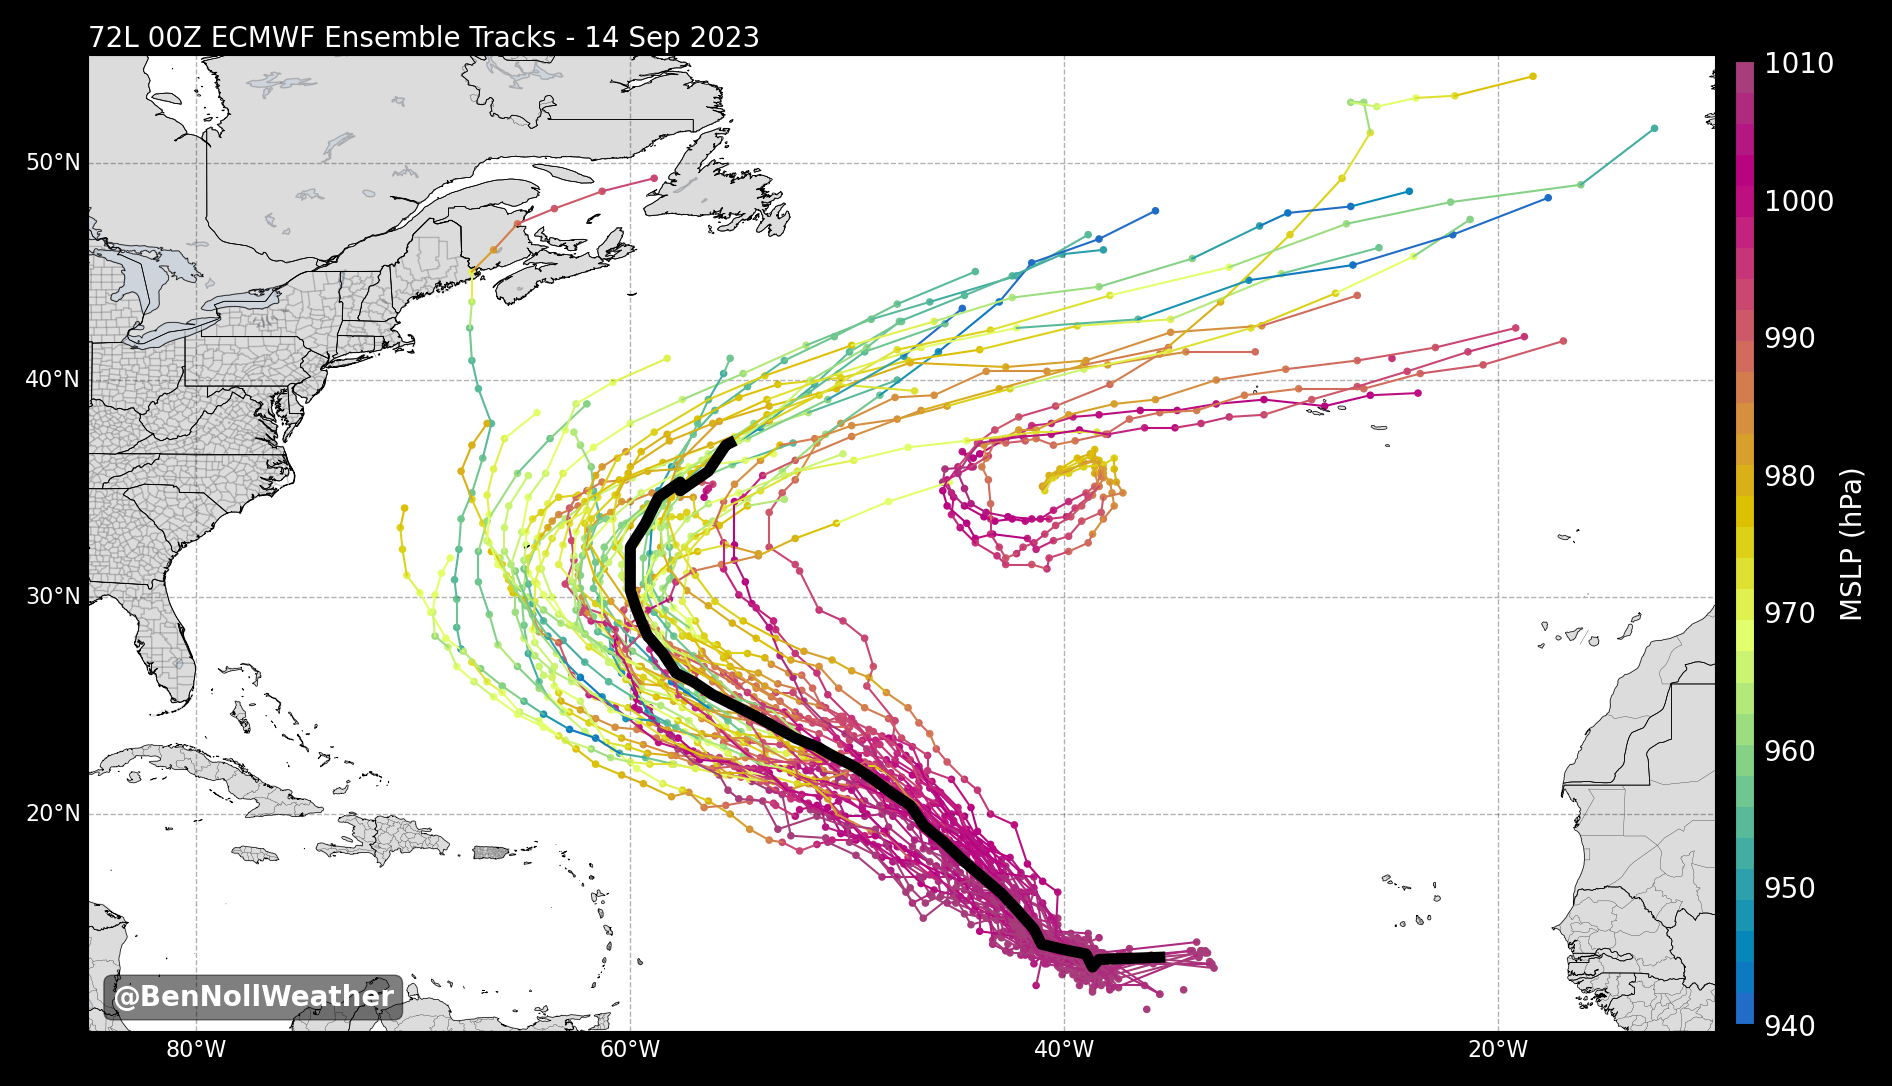 72L 00Z ECMWF Ensemble Tracks - 14 Sep 2023
1010
50°N
1000
990
40°N
980
MSLP (hPa)
30°N
970
960
20°N
950
@BenNollWeather
940
80°W
60°W
40°W
20°W